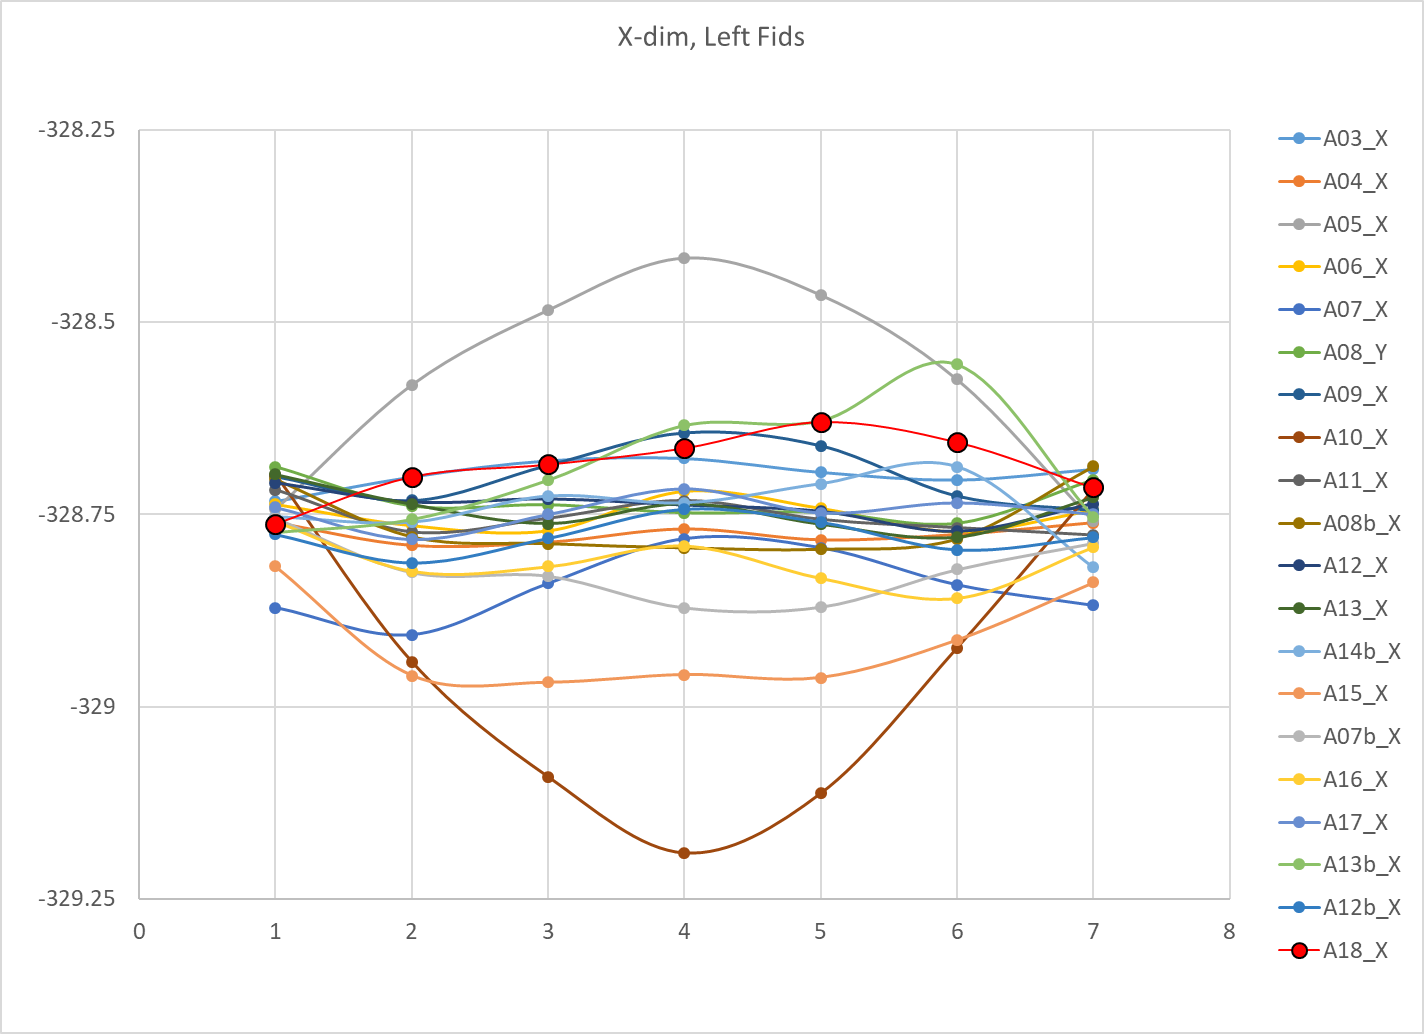 X-dim, Left Fids
-328.25
-328.5
-328.75
-329
-329.25
0 1 2 3 4 5 6 7 8
A03_X
A04_X
A05_X
A06_X
A07_X
A08_Y
A09_X
A10_X
A11_X
A08b_X
A12_X
A13_X
A14b_X
A15_X
A07b_X
A16_X
A17_X
A13b_X
A12b_X
A18_X